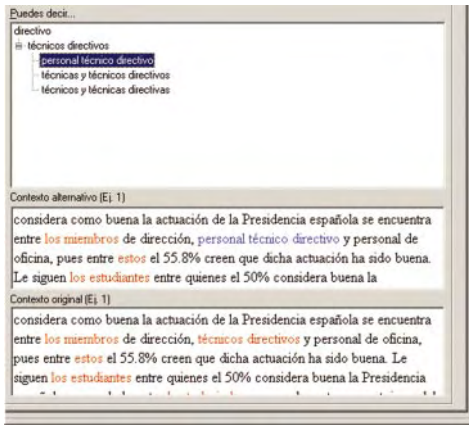 Puedes decir...
directivo
técnicos directivos
personal técnico directivo
técnicas y técnicos directivos
técnicos y técnicas directivas
Contexto alternativo (Ej. 1)
considera como buena la actuación de la Presidencia española se encuentra
entre los miembros de dirección, personal técnico directivo y personal de
oficina, pues entre estos el 55.8% creen que dicha actuación ha sido buena.
Le siguen los estudiantes entre quienes el 50% considera buena la
Contexto original (Ej. 1)
considera como buena la actuación de la Presidencia española se encuentra
entre los miembros de dirección, técnicos directivos y personal de oficina,
pues entre estos el 55.8% creen que dicha actuación ha sido buena. Le
siguen los estudiantes entre quienes el 50% considera buena la Presidencia